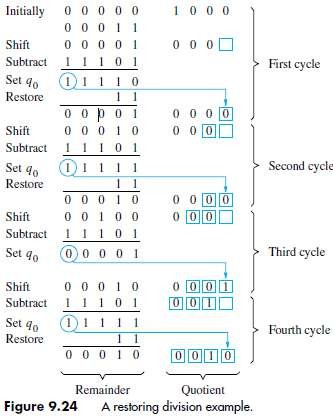 Initially 0 0 0 0 0 1 0 0 0
0 0 0 1 1
Shift 0 0 0 0 1 0 0 0
Subtract 1 1 1 0 1 First cycle
Set q0 1 1 1 1 0
Restore 1 1
0 0 0 0 1 0 0 0 0
Shift 0 0 0 1 0 0 0 0
Subtract 1 1 1 0 1
Set q0 1 1 1 1 1 Second cycle
Restore 1 1
0 0 0 1 0 0 0 0 0
Shift 0 0 1 0 0 0 0 0
Subtract 1 1 1 0 1
Set q0 0 0 0 0 1 Third cycle
Shift 0 0 0 1 0 0 0 0 1
Subtract 1 1 1 0 1 0 0 1
Set q0 1 1 1 1 1 Fourth cycle
Restore 1 1
0 0 0 1 0 0 0 1 0
Remainder Quotient
Figure 9.24 A restoring division example.